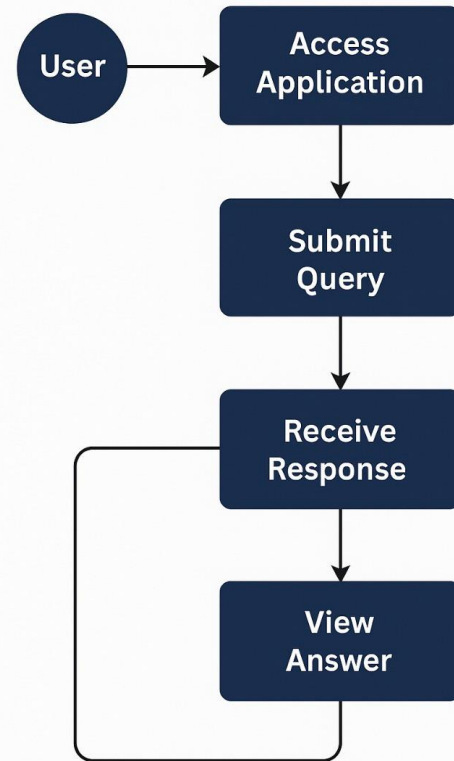 User
Access
Application
Submit
Query
Receive
Response
View
Answer